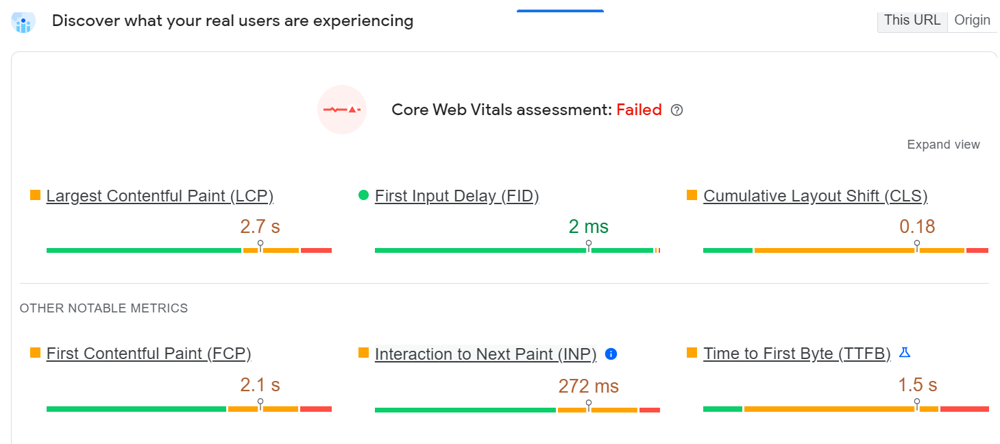 Discover what your real users are experiencing
This URL
Origin
Core Web Vitals assessment: Failed
Expand view
Largest Contentful Paint (LCP)
2.7 s
First Input Delay (FID)
2 ms
Cumulative Layout Shift (CLS)
0.18
OTHER NOTABLE METRICS
First Contentful Paint (FCP)
2.1 s
Interaction to Next Paint (INP)
272 ms
Time to First Byte (TTFB)
1.5 s